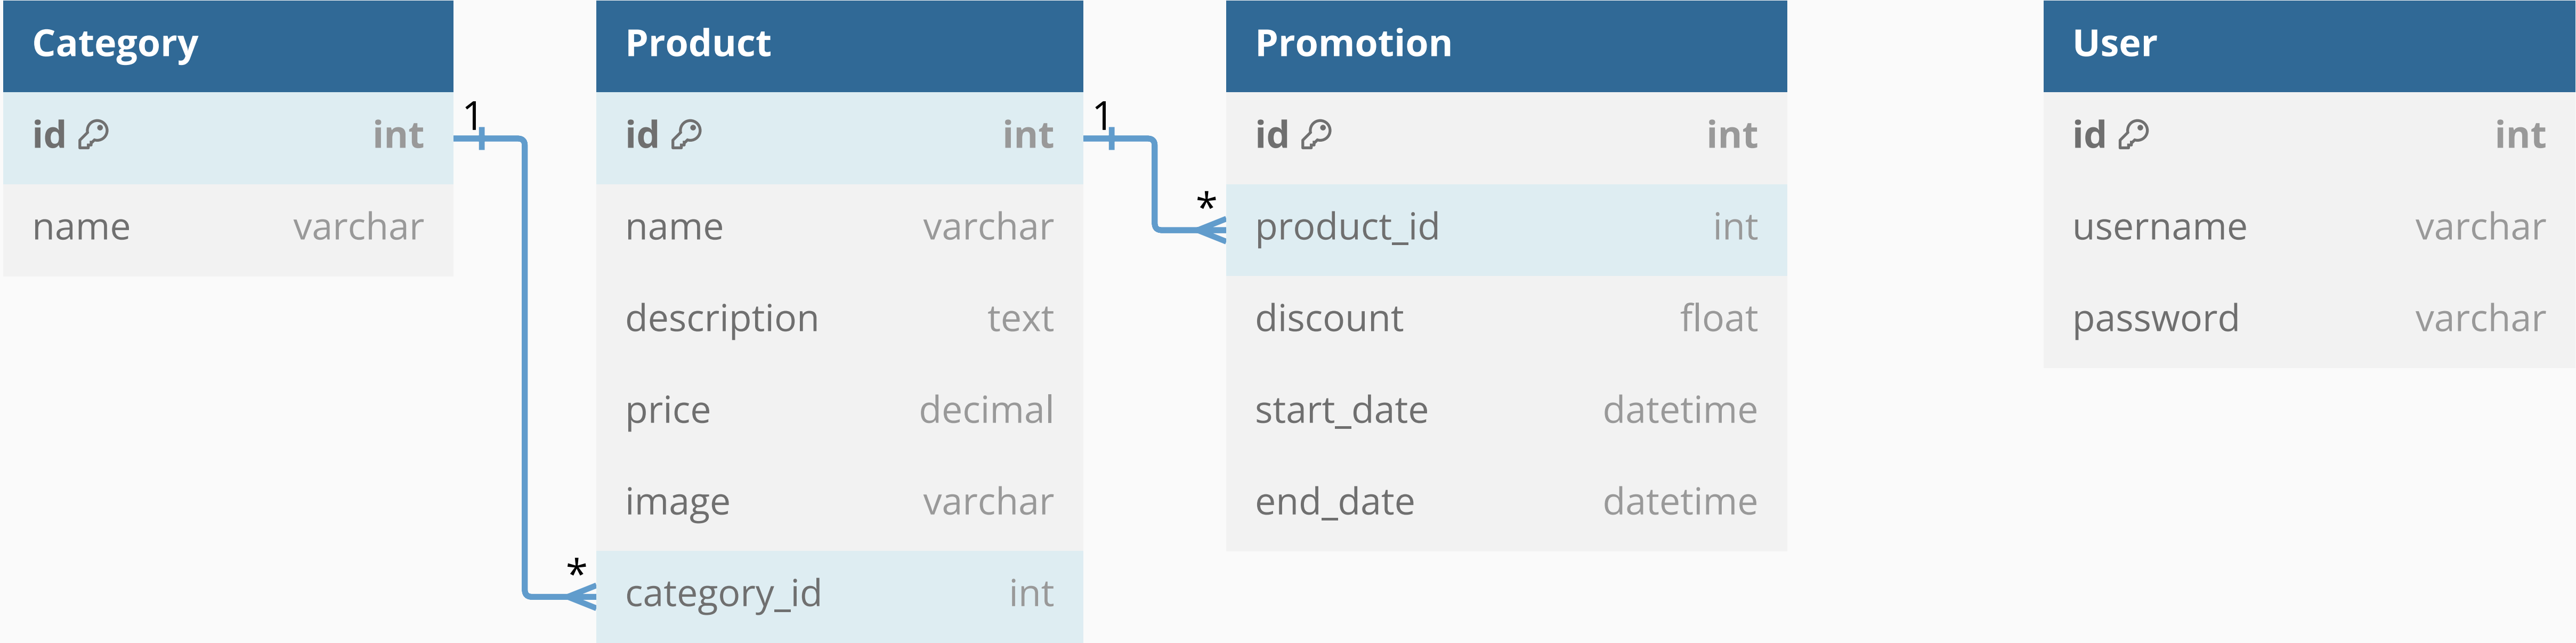 Category
id int
name varchar
1
*
Product
id int
name varchar
description text
price decimal
image varchar
category_id int
1
*
Promotion
id int
product_id int
discount float
start_date datetime
end_date datetime
User
id int
username varchar
password varchar